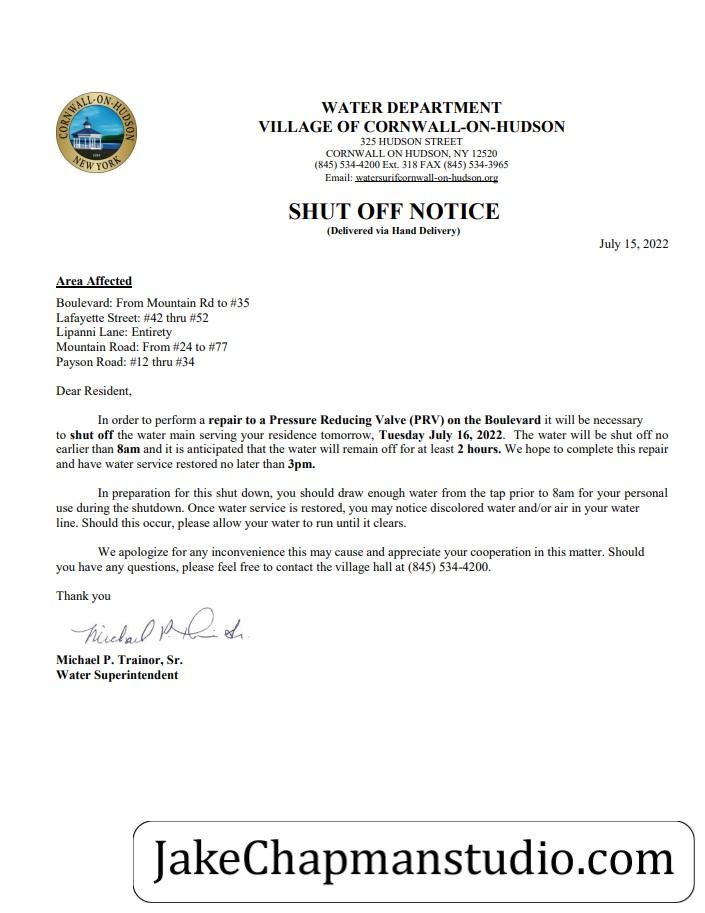 CORNWALL-ON-HUDSON
NEW YORK
WATER DEPARTMENT
VILLAGE OF CORNWALL-ON-HUDSON
325 HUDSON STREET
CORNWALL ON HUDSON, NY 12520
(845) 534-4200 Ext. 318 FAX (845) 534-3965
Email: watersurifcornwall-on-hudson.org
SHUT OFF NOTICE
(Delivered via Hand Delivery)
July 15, 2022
Area Affected
Boulevard: From Mountain Rd to #35
Lafayette Street: #42 thru #52
Lipanni Lane: Entirety
Mountain Road: From #24 to #77
Payson Road: #12 thru #34
Dear Resident,
In order to perform a repair to a Pressure Reducing Valve (PRV) on the Boulevard it will be necessary
to shut off the water main serving your residence tomorrow, Tuesday July 16, 2022. The water will be shut off no
earlier than 8am and it is anticipated that the water will remain off for at least 2 hours. We hope to complete this repair
and have water service restored no later than 3pm.
In preparation for this shut down, you should draw enough water from the tap prior to 8am for your personal
use during the shutdown. Once water service is restored, you may notice discolored water and/or air in your water
line. Should this occur, please allow your water to run until it clears.
We apologize for any inconvenience this may cause and appreciate your cooperation in this matter. Should
you have any questions, please feel free to contact the village hall at (845) 534-4200.
Thank you
Michael P. Trainor, Sr.
Water Superintendent
JakeChapmanstudio.com